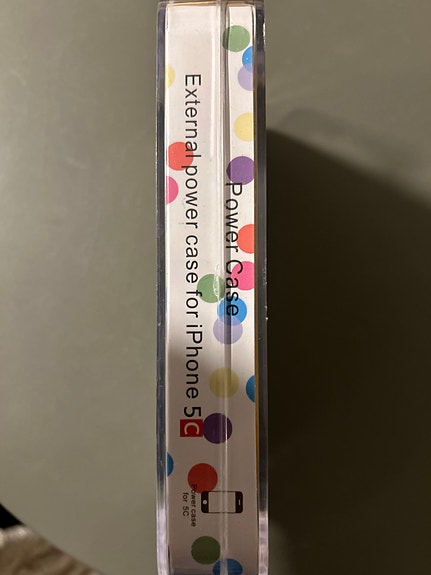 Power Case
External power case for iPhone 5C
Power case
for 5C